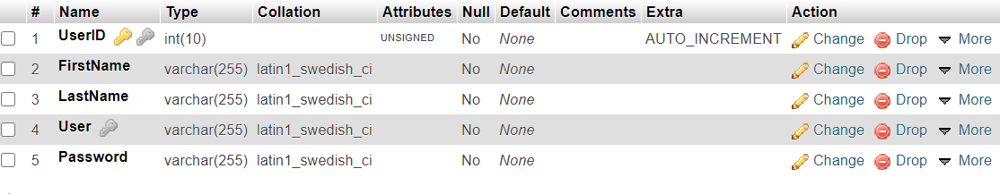 # Name Type Collation Attributes Null Default Comments Extra Action
1 UserID int(10) UNSIGNED No None AUTO_INCREMENT Change Drop More
2 FirstName varchar(255) latin1_swedish_ci No None Change Drop More
3 LastName varchar(255) latin1_swedish_ci No None Change Drop More
4 User varchar(255) latin1_swedish_ci No None Change Drop More
5 Password varchar(255) latin1_swedish_ci No None Change Drop More